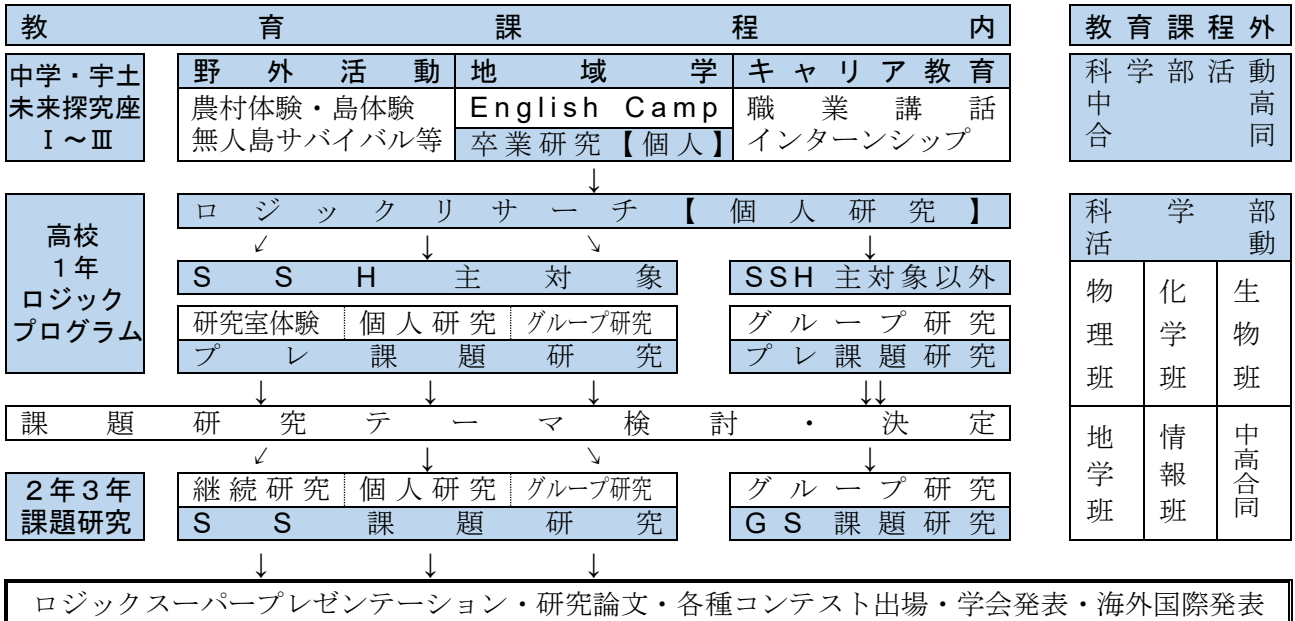 教育課程内
教育課程外
中学・宇土
未来探究座
Ⅰ～Ⅲ
野外活動
農村体験・島体験
無人島サバイバル等
地域学
English Camp
卒業研究【個人】
キャリア教育
職業講話
インターンシップ
科学部活動
中高
合同
↓
高校
1年
ロジック
プログラム
ロジックリサーチ【個人研究】
↙ ↓ ↘ ↓
SSH主対象
SSH主対象以外
研究室体験 個人研究 グループ研究
グループ研究
プレ課題研究
プレ課題研究
↓ ↓ ↓ ↓↓
課題研究テーマ検討・決定
↙ ↓ ↘ ↓
2年3年
課題研究
継続研究 個人研究 グループ研究
グループ研究
SS課題研究
GS課題研究
科学部
活動
物理班
化学班
生物班
地学班
情報班
中高合同
↓ ↓ ↓
ロジックスーパープレゼンテーション・研究論文・各種コンテスト出場・学会発表・海外国際発表